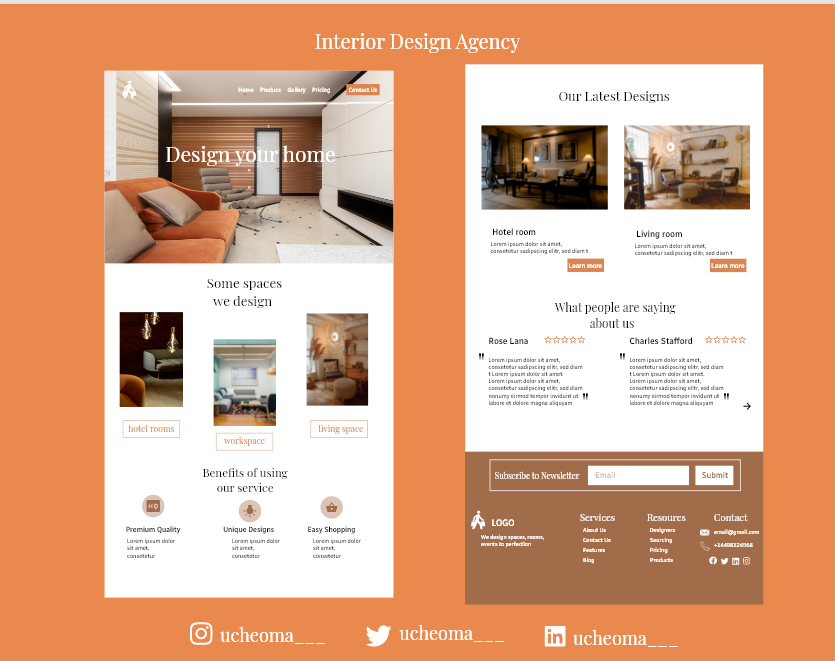 Interior Design Agency
Home Producs Gallery Pricing Contact Us
Design your home
Some spaces
we design
hotel rooms
workspace
living space
Benefits of using
our service
HQ
Premium Quality
Lorem ipsum dolor
sit amet,
consetetur
Unique Designs
Lorem ipsum dolor
sit amet,
consetetur
Easy Shopping
Lorem ipsum dolor
sit amet,
consetetur
Our Latest Designs
Hotel room
Lorem ipsum dolor sit amet,
consetetur sadipscing elitr, sed diam t
Learn more
Living room
Lorem ipsum dolor sit amet,
consetetur sadipscing elitr, sed diam t
Learn more
What people are saying
about us
Rose Lana
" Lorem ipsum dolor sit amet,
consetetur sadipscing elitr, sed diam
t Lorem ipsum dolor sit amet.
Lorem ipsum dolor sit amet,
consetetur sadipscing elitr, sed diam
nonumy eirmod tempor invidunt ut "
labore et dolore magna aliquyam
Charles Stafford
" Lorem ipsum dolor sit amet,
consetetur sadipscing elitr, sed diam
t Lorem ipsum dolor sit amet.
Lorem ipsum dolor sit amet,
consetetur sadipscing elitr, sed diam
nonumy eirmod tempor invidunt ut "
labore et dolore magna aliquyam
Subscribe to Newsletter Email Submit
LOGO
We design spaces, rooms,
events to perfection
Services
About Us
Contact Us
Features
Blog
Resoures
Designers
Sourcing
Pricing
Products
Contact
email@gmail.com
+14498324568
ucheoma___
ucheoma___
ucheoma___